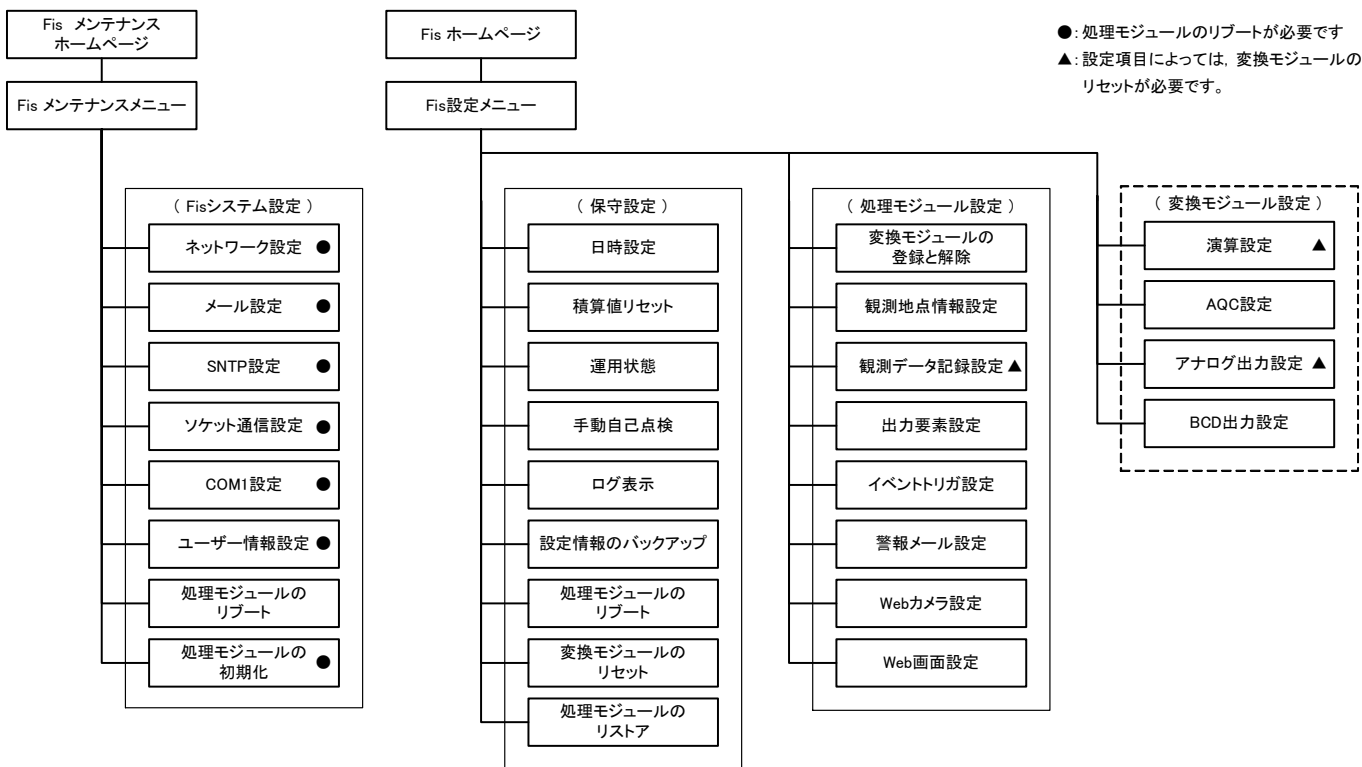 Fis メンテナンス
ホームページ
Fis メンテナンスメニュー
Fis ホームページ
Fis設定メニュー
●：処理モジュールのリブートが必要です
▲：設定項目によっては，変換モジュールの
リセットが必要です。
（ Fisシステム設定 ）
ネットワーク設定 ●
メール設定 ●
SNTP設定 ●
ソケット通信設定 ●
COM1設定 ●
ユーザー情報設定 ●
処理モジュールの
リブート
処理モジュールの
初期化 ●
（ 保守設定 ）
日時設定
積算値リセット
運用状態
手動自己点検
ログ表示
設定情報のバックアップ
処理モジュールの
リブート
変換モジュールの
リセット
処理モジュールの
リストア
（ 処理モジュール設定 ）
変換モジュールの
登録と解除
観測地点情報設定
観測データ記録設定 ▲
出力要素設定
イベントトリガ設定
警報メール設定
Webカメラ設定
Web画面設定
（ 変換モジュール設定 ）
演算設定 ▲
AQC設定
アナログ出力設定 ▲
BCD出力設定